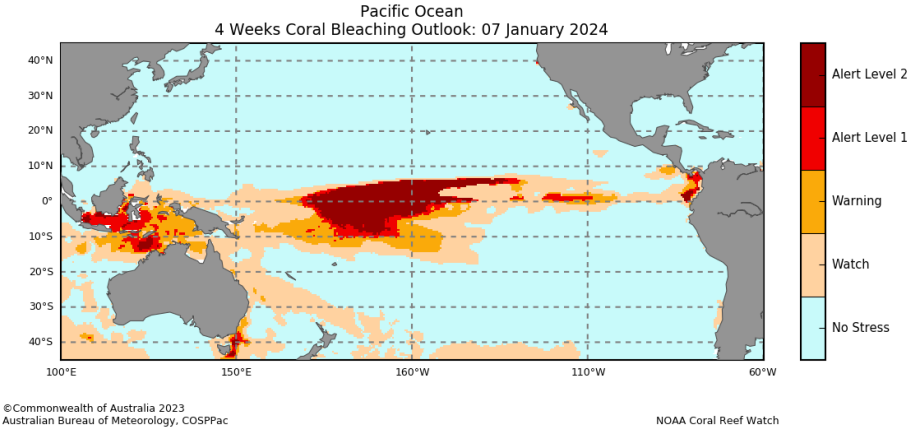 Pacific Ocean
4 Weeks Coral Bleaching Outlook: 07 January 2024
40°N
30°N
20°N
10°N
0°
10°S
20°S
30°S
40°S
100°E
150°E
160°W
110°W
60°W
Alert Level 2
Alert Level 1
Warning
Watch
No Stress
©Commonwealth of Australia 2023
Australian Bureau of Meteorology, COSPPac
NOAA Coral Reef Watch